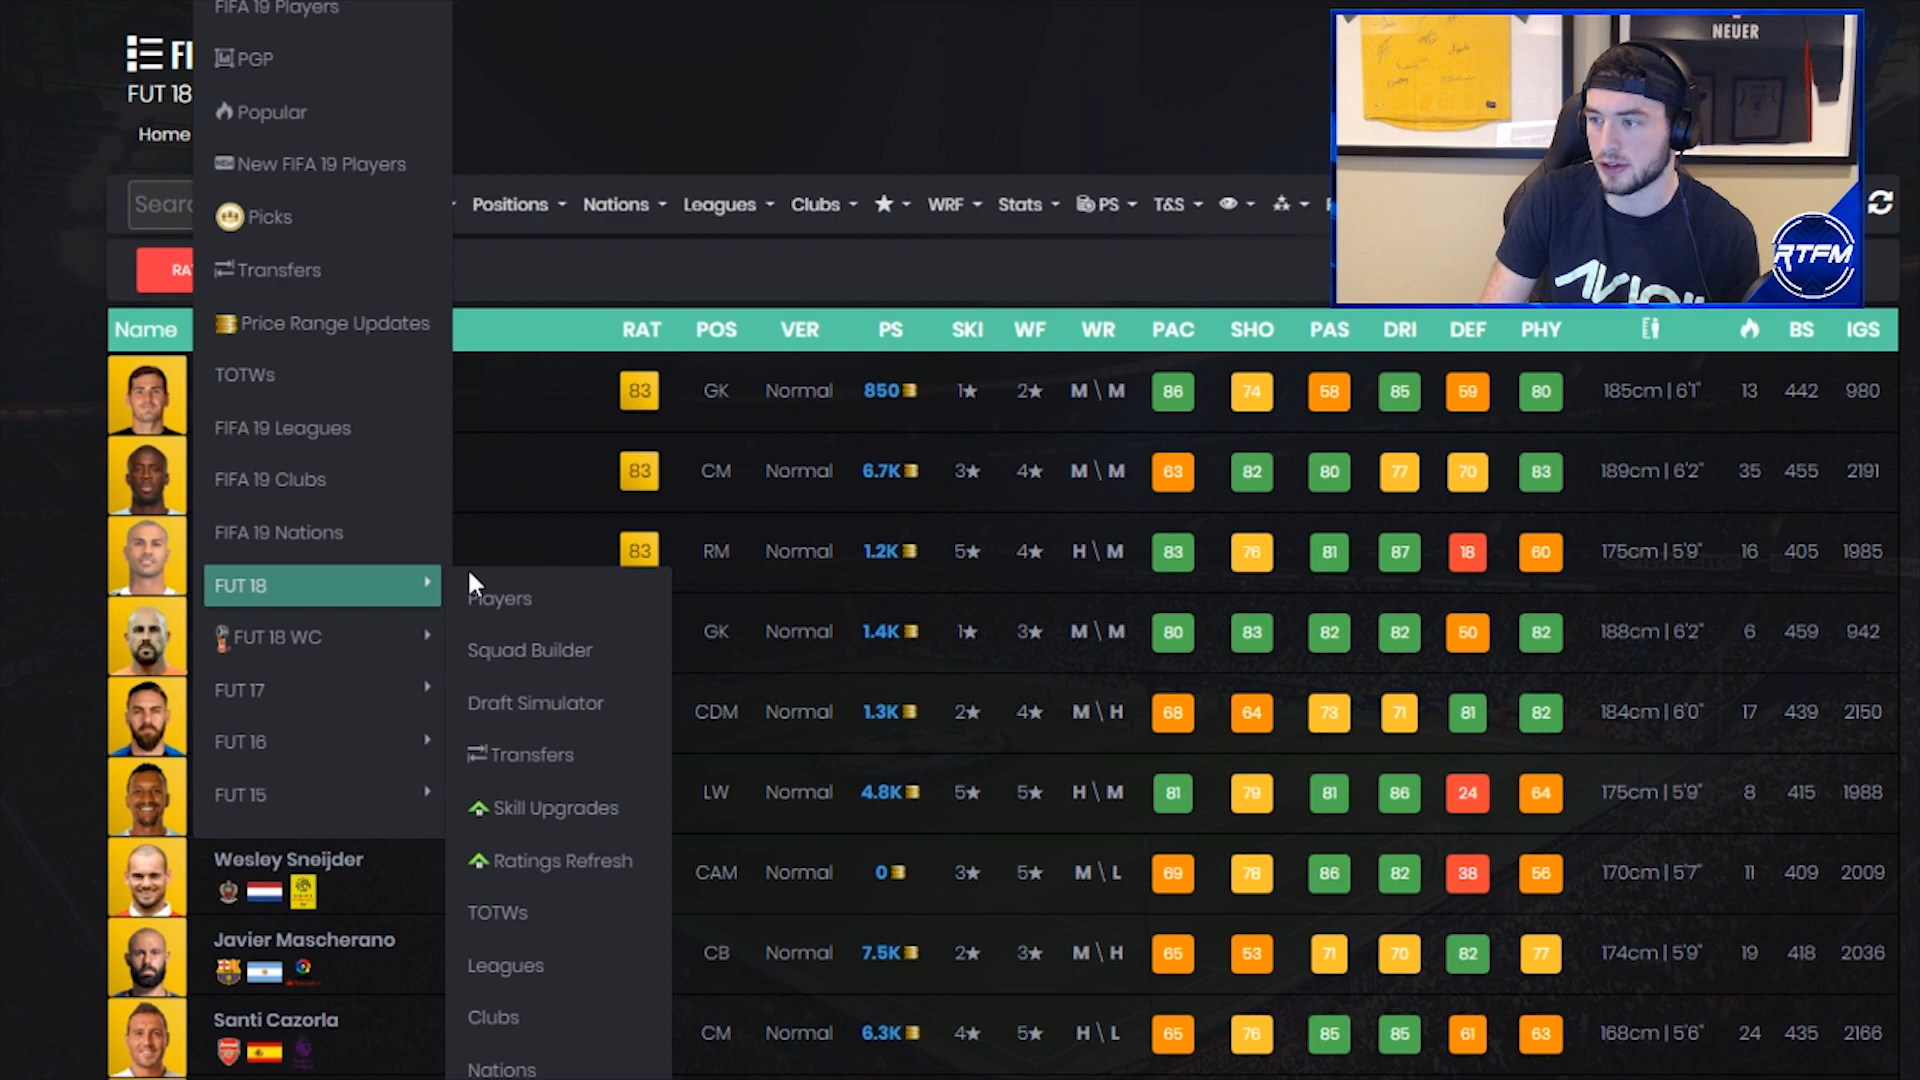 FIFA 19 Players
PGP
Popular
New FIFA 19 Players
Picks
Transfers
Price Range Updates
TOTWs
FIFA 19 Leagues
FIFA 19 Clubs
FIFA 19 Nations
FUT 18
FUT 18 WC
FUT 17
FUT 16
FUT 15
FI
FUT 18
Home
Positions Nations Leagues Clubs ★ WRF Stats PS T&S
Players
Squad Builder
Draft Simulator
Transfers
Skill Upgrades
Ratings Refresh
TOTWs
Leagues
Clubs
Nations
NEUER
RTFM
Name RAT POS VER PS SKI WF WR PAC SHO PAS DRI DEF PHY BS IGS
83 GK Normal 850 1★ 2★ M \ M 86 74 58 85 59 80 185cm | 6'1" 13 442 980
83 CM Normal 6.7K 3★ 4★ M \ M 63 82 80 77 70 83 189cm | 6'2" 35 455 2191
83 RM Normal 1.2K 5★ 4★ H \ M 83 76 81 87 18 60 175cm | 5'9" 16 405 1985
GK Normal 1.4K 1★ 3★ M \ M 80 83 82 82 50 82 188cm | 6'2" 6 459 942
CDM Normal 1.3K 2★ 4★ M \ H 68 64 73 71 81 82 184cm | 6'0" 17 439 2150
LW Normal 4.8K 5★ 5★ H \ M 81 79 81 86 24 64 175cm | 5'9" 8 415 1988
Wesley Sneijder CAM Normal 0 3★ 5★ M \ L 69 78 86 82 38 56 170cm | 5'7" 11 409 2009
Javier Mascherano CB Normal 7.5K 2★ 3★ M \ H 65 53 71 70 82 77 174cm | 5'9" 19 418 2036
Santi Cazorla CM Normal 6.3K 4★ 5★ H \ L 65 76 85 85 61 63 168cm | 5'6" 24 435 2166